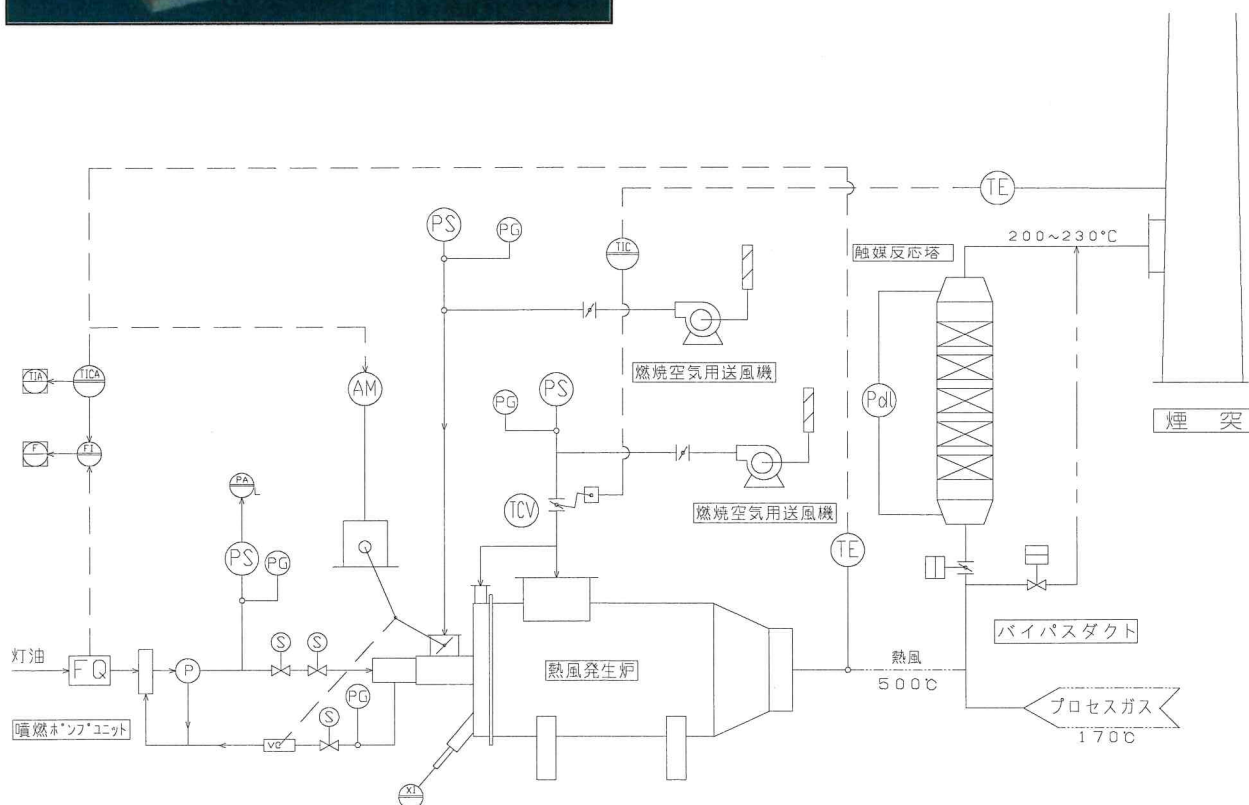 PS
PG
TE
TIC
触媒反応塔
200~230℃
燃焼空気用送風機
TIA
TICA
AM
PG
PS
Pdl
煙突
F
FI
燃焼空気用送風機
PA
L
TCV
PS
PG
TE
灯油
FQ
P
S
S
熱風発生炉
熱風
500℃
バイパスダクト
噴燃ポンプユニット
VC
S
PG
プロセスガス
170℃
XI